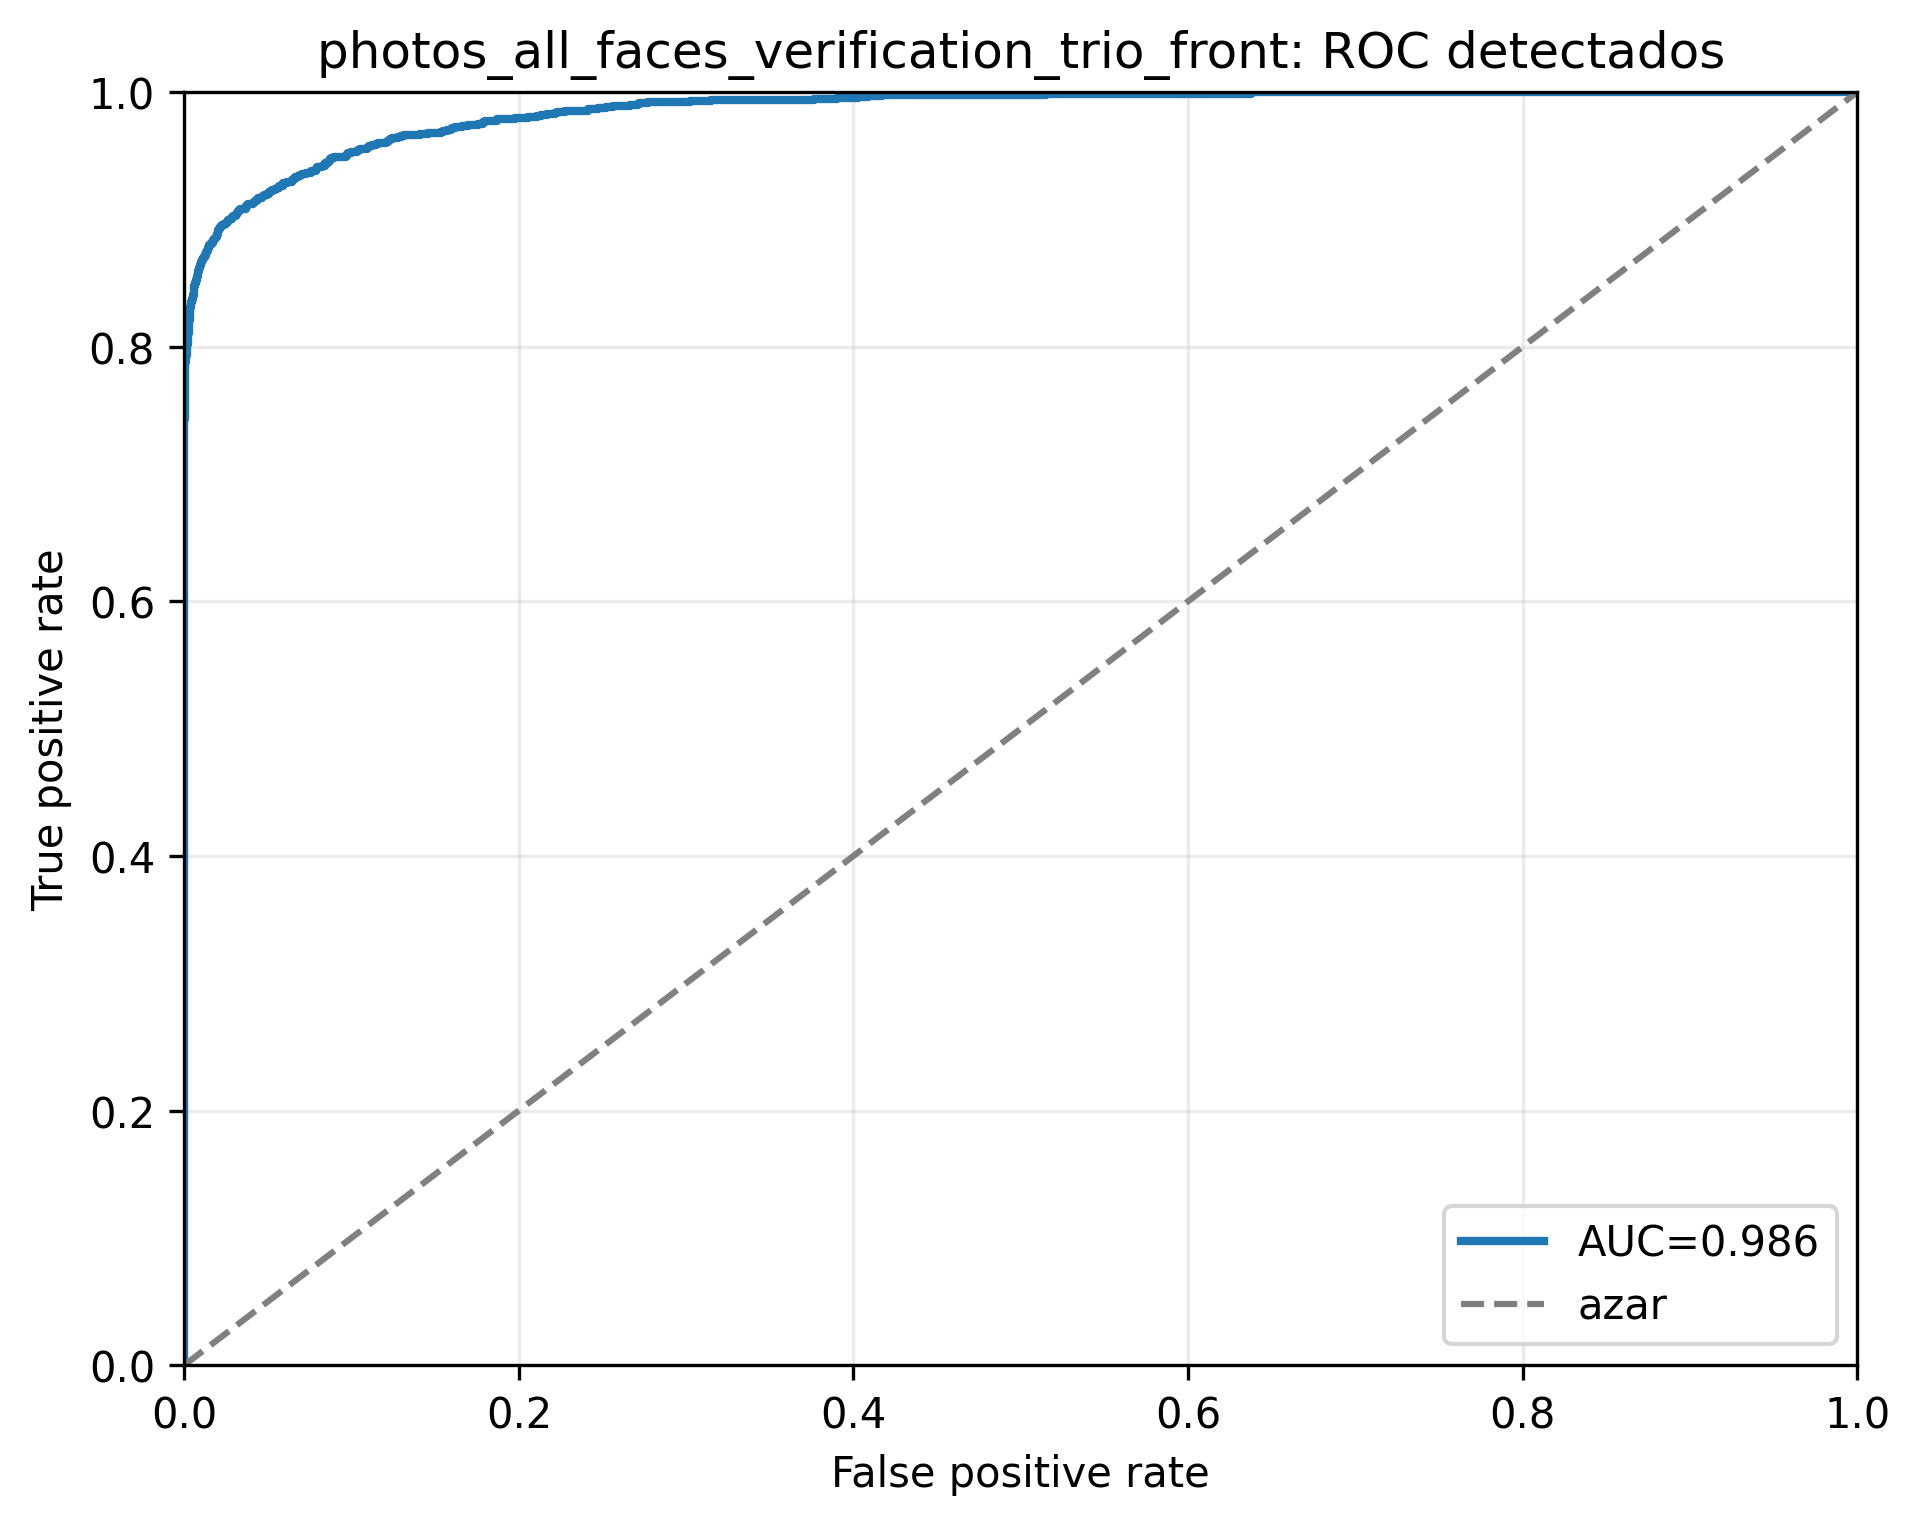 photos_all_faces_verification_trio_front: ROC detectados
True positive rate
1.0
0.8
0.6
0.4
0.2
0.0
0.0 0.2 0.4 0.6 0.8 1.0
False positive rate
AUC=0.986
azar